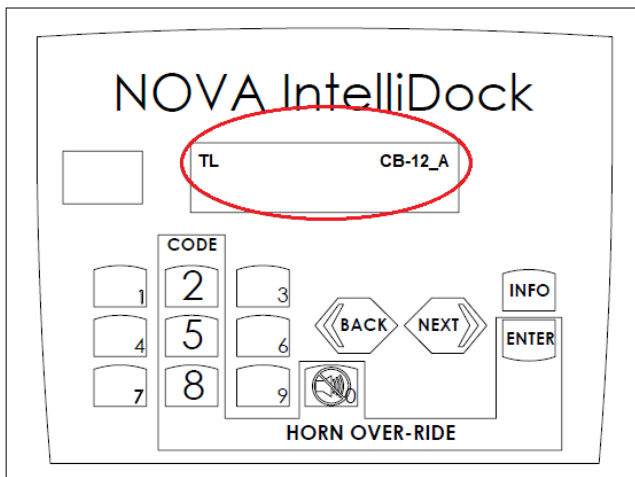 NOVA IntelliDock
TL CB-12_A
CODE
1 2 3
4 5 6
7 8 9 0
BACK NEXT
INFO
ENTER
HORN OVER-RIDE